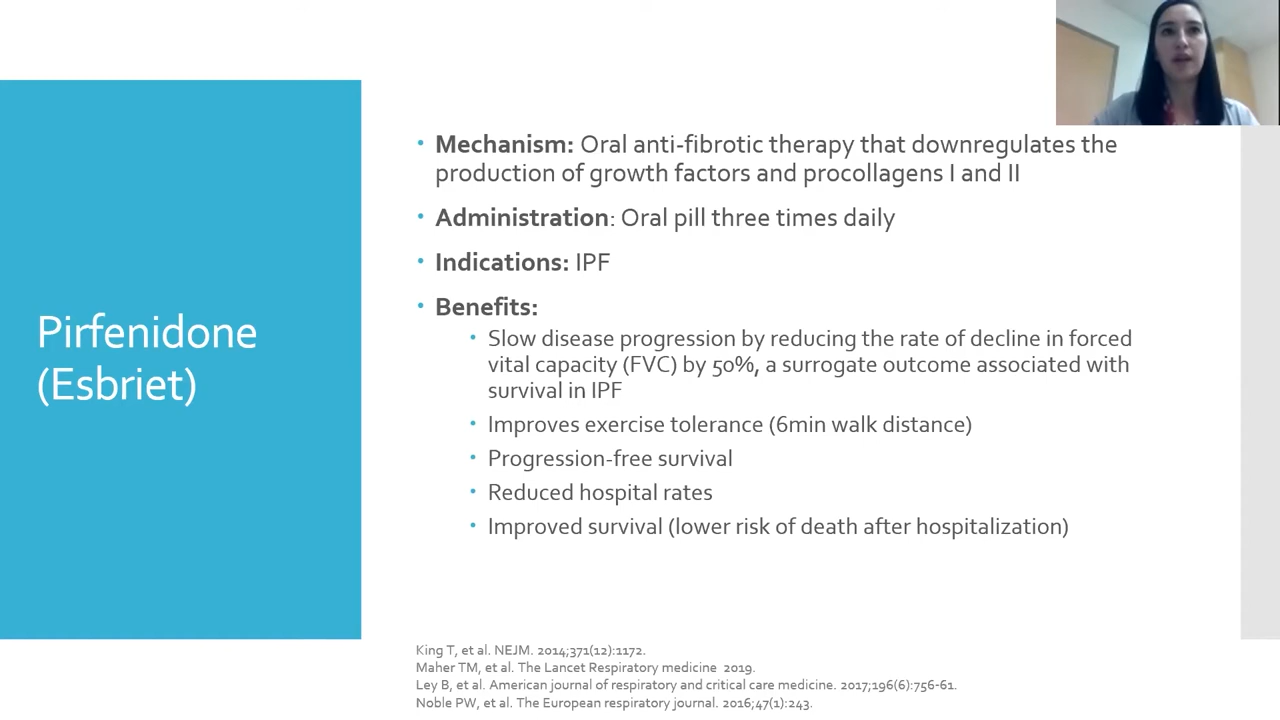 Pirfenidone
(Esbriet)
• Mechanism: Oral anti-fibrotic therapy that downregulates the
production of growth factors and procollagens I and II
• Administration: Oral pill three times daily
• Indications: IPF
• Benefits:
• Slow disease progression by reducing the rate of decline in forced
vital capacity (FVC) by 50%, a surrogate outcome associated with
survival in IPF
• Improves exercise tolerance (6min walk distance)
• Progression-free survival
• Reduced hospital rates
• Improved survival (lower risk of death after hospitalization)
King T, et al. NEJM. 2014;371(12):1172.
Maher TM, et al. The Lancet Respiratory medicine 2019.
Ley B, et al. American journal of respiratory and critical care medicine. 2017;196(6):756-61.
Noble PW, et al. The European respiratory journal. 2016;47(1):243.